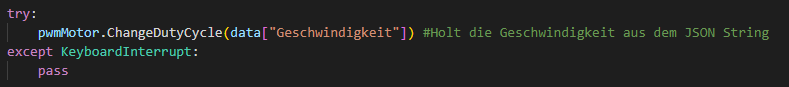 try:
    pwmMotor.ChangeDutyCycle(data["Geschwindigkeit"]) #Holt die Geschwindigkeit aus dem JSON String
except KeyboardInterrupt:
    pass